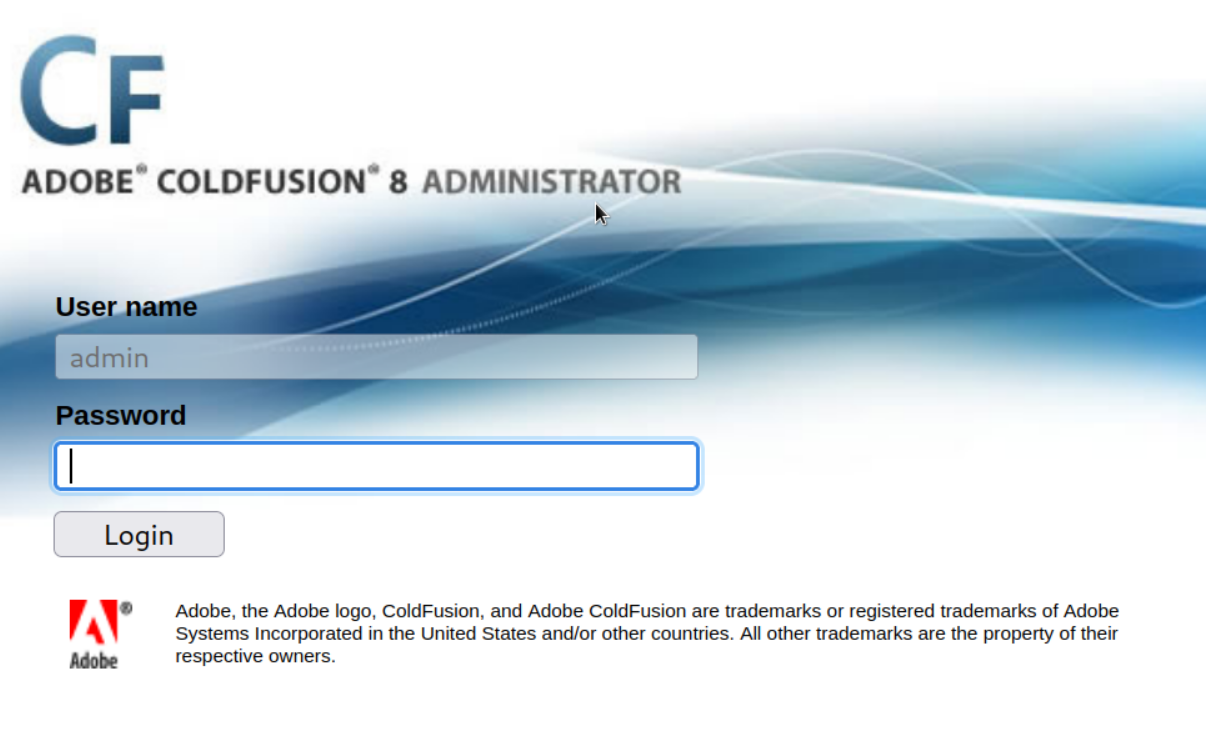 CF
ADOBE® COLDFUSION® 8 ADMINISTRATOR
User name
admin
Password
Login
Adobe, the Adobe logo, ColdFusion, and Adobe ColdFusion are trademarks or registered trademarks of Adobe
Systems Incorporated in the United States and/or other countries. All other trademarks are the property of their
respective owners.
®
Adobe